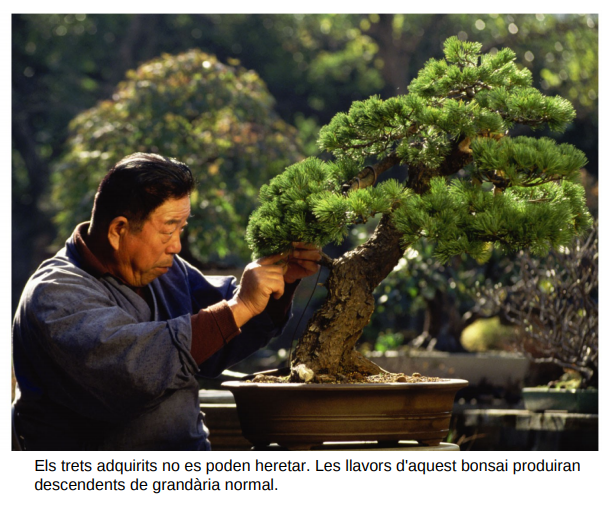 Els trets adquirits no es poden heretar. Les llavors d'aquest bonsai produiran
descendents de grandària normal.